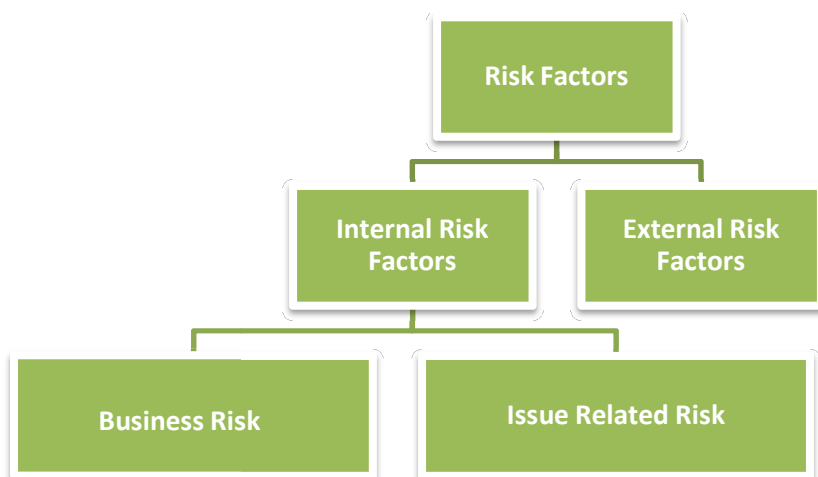 Risk Factors
Internal Risk
Factors
External Risk
Factors
Business Risk
Issue Related Risk